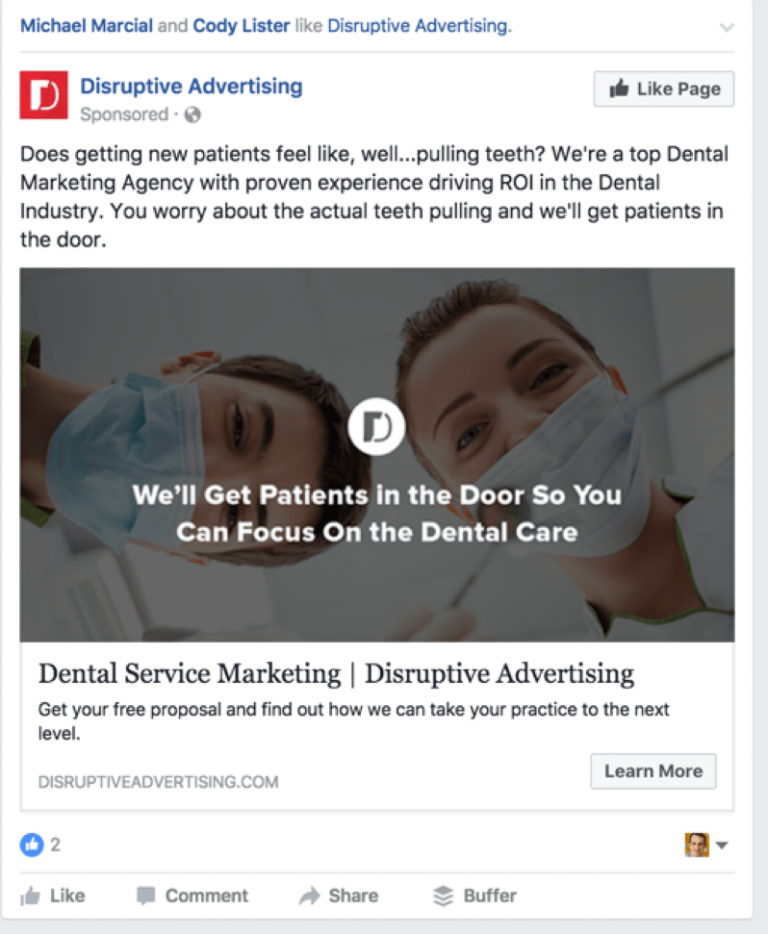 Michael Marcial and Cody Lister like Disruptive Advertising.
Disruptive Advertising
Like Page
Sponsored ·
Does getting new patients feel like, well...pulling teeth? We're a top Dental
Marketing Agency with proven experience driving ROI in the Dental
Industry. You worry about the actual teeth pulling and we'll get patients in
the door.
D
We'll Get Patients in the Door So You
Can Focus On the Dental Care
Dental Service Marketing | Disruptive Advertising
Get your free proposal and find out how we can take your practice to the next
level.
DISRUPTIVEADVERTISING.COM
Learn More
2
Like Comment Share Buffer